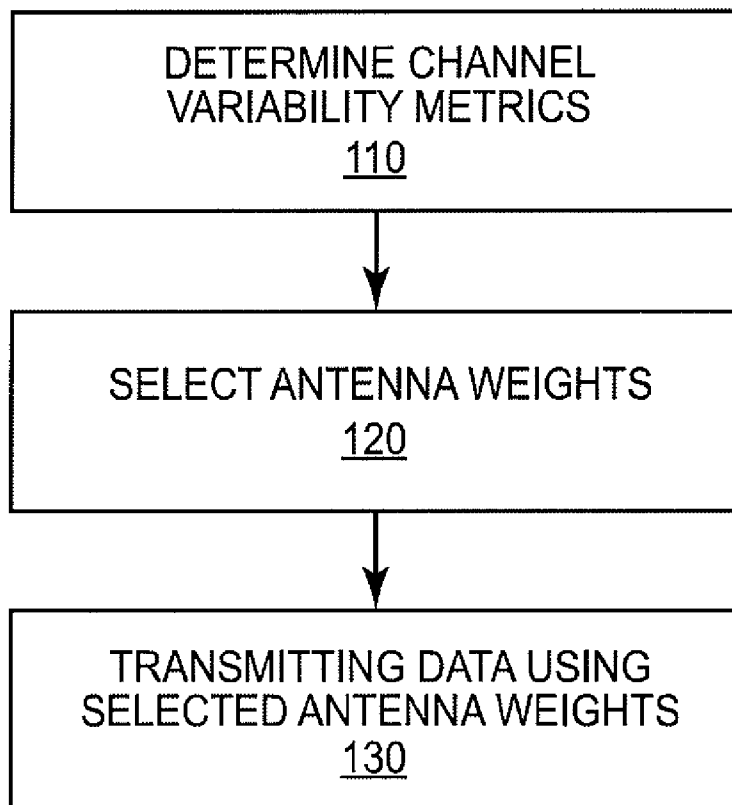 DETERMINE CHANNEL
VARIABILITY METRICS
110
SELECT ANTENNA WEIGHTS
120
TRANSMITTING DATA USING
SELECTED ANTENNA WEIGHTS
130